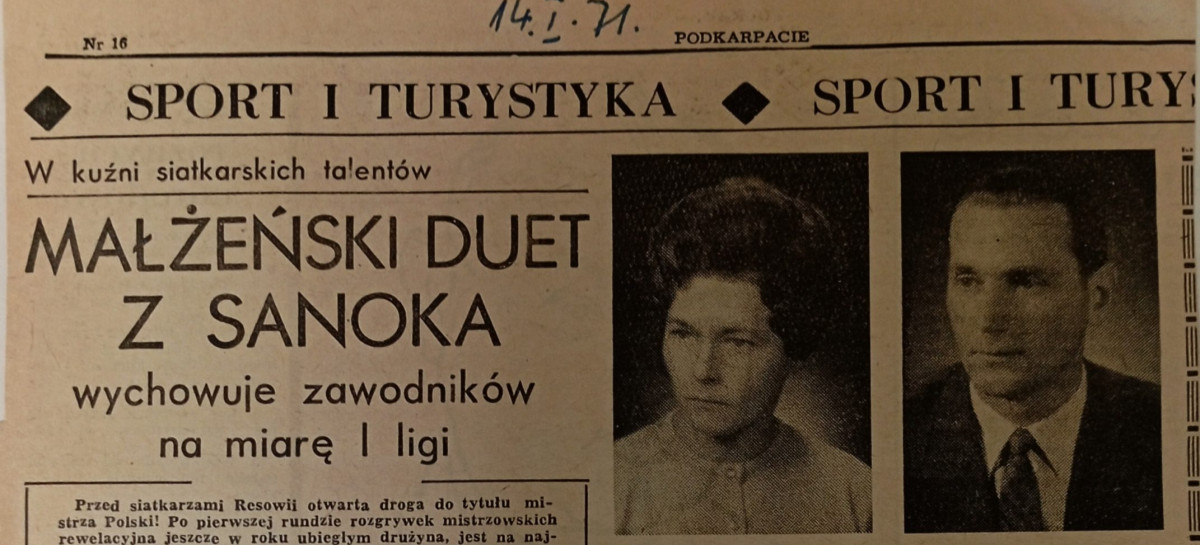 14.I.71.
Nr 16
PODKARPACIE
SPORT I TURYSTYKA ◆ SPORT I TURYS
W kuźni siatkarskich talentów
MAŁŻEŃSKI DUET
Z SANOKA
wychowuje zawodników
na miarę I ligi
Przed siatkarzami Resovii otwarta droga do tytułu mi-
strza Polski! Po pierwszej rundzie rozgrywek mistrzowskich
rewelacyjna jeszcze w roku ubiegłym drużyna, jest na naj-